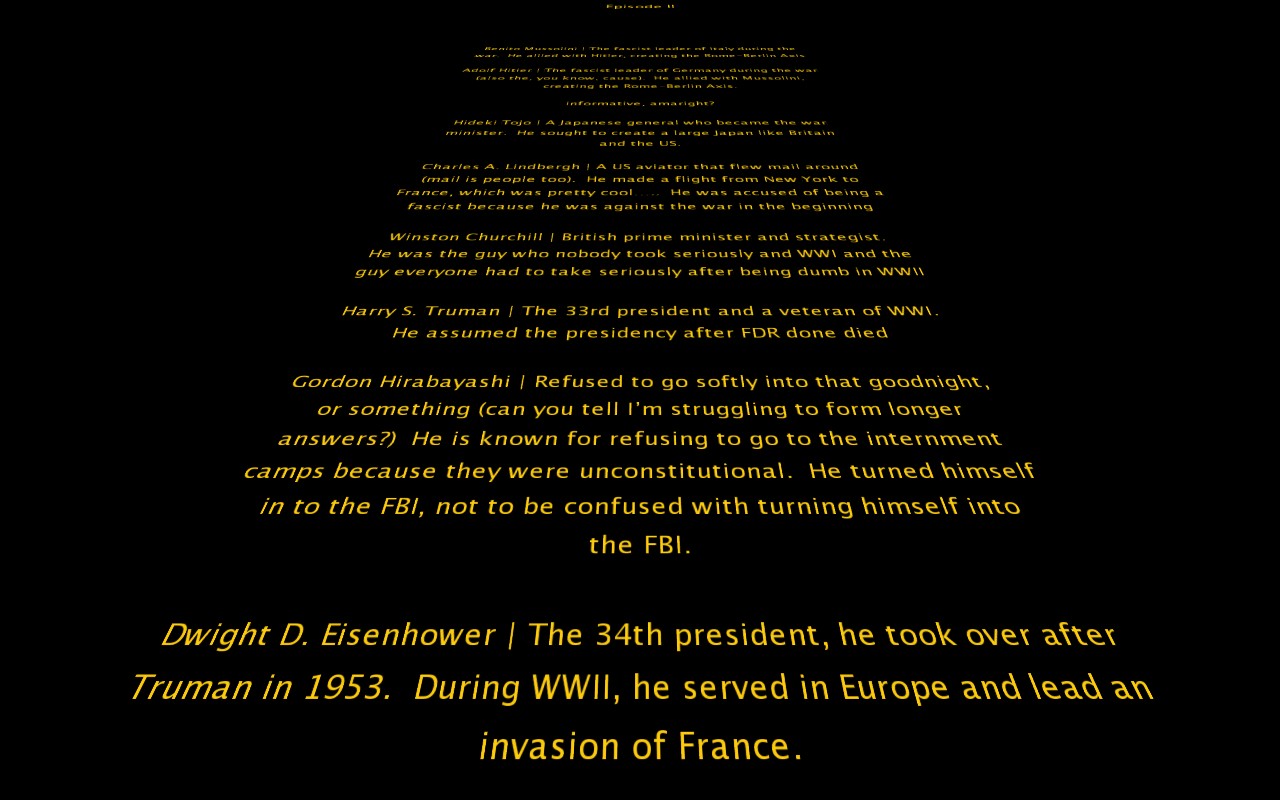 Episode II
Benito Mussolini | The fascist leader of Italy during the
war.  He allied with Hitler, creating the Rome-Berlin Axis
Adolf Hitler | The fascist leader of Germany during the war
(also the, you know, cause).  He allied with Mussolini,
creating the Rome-Berlin Axis.
informative, amaright?
Hideki Tojo | A Japanese general who became the war
minister.  He sought to create a large Japan like Britain
and the US.
Charles A. Lindbergh | A US aviator that flew mail around
(mail is people too).  He made a flight from New York to
France, which was pretty cool.....  He was accused of being a
fascist because he was against the war in the beginning
Winston Churchill | British prime minister and strategist.
He was the guy who nobody took seriously and WWI and the
guy everyone had to take seriously after being dumb in WWII
Harry S. Truman | The 33rd president and a veteran of WWI.
He assumed the presidency after FDR done died
Gordon Hirabayashi | Refused to go softly into that goodnight,
or something (can you tell I'm struggling to form longer
answers?)  He is known for refusing to go to the internment
camps because they were unconstitutional.  He turned himself
in to the FBI, not to be confused with turning himself into
the FBI.
Dwight D. Eisenhower | The 34th president, he took over after
Truman in 1953.  During WWII, he served in Europe and lead an
invasion of France.